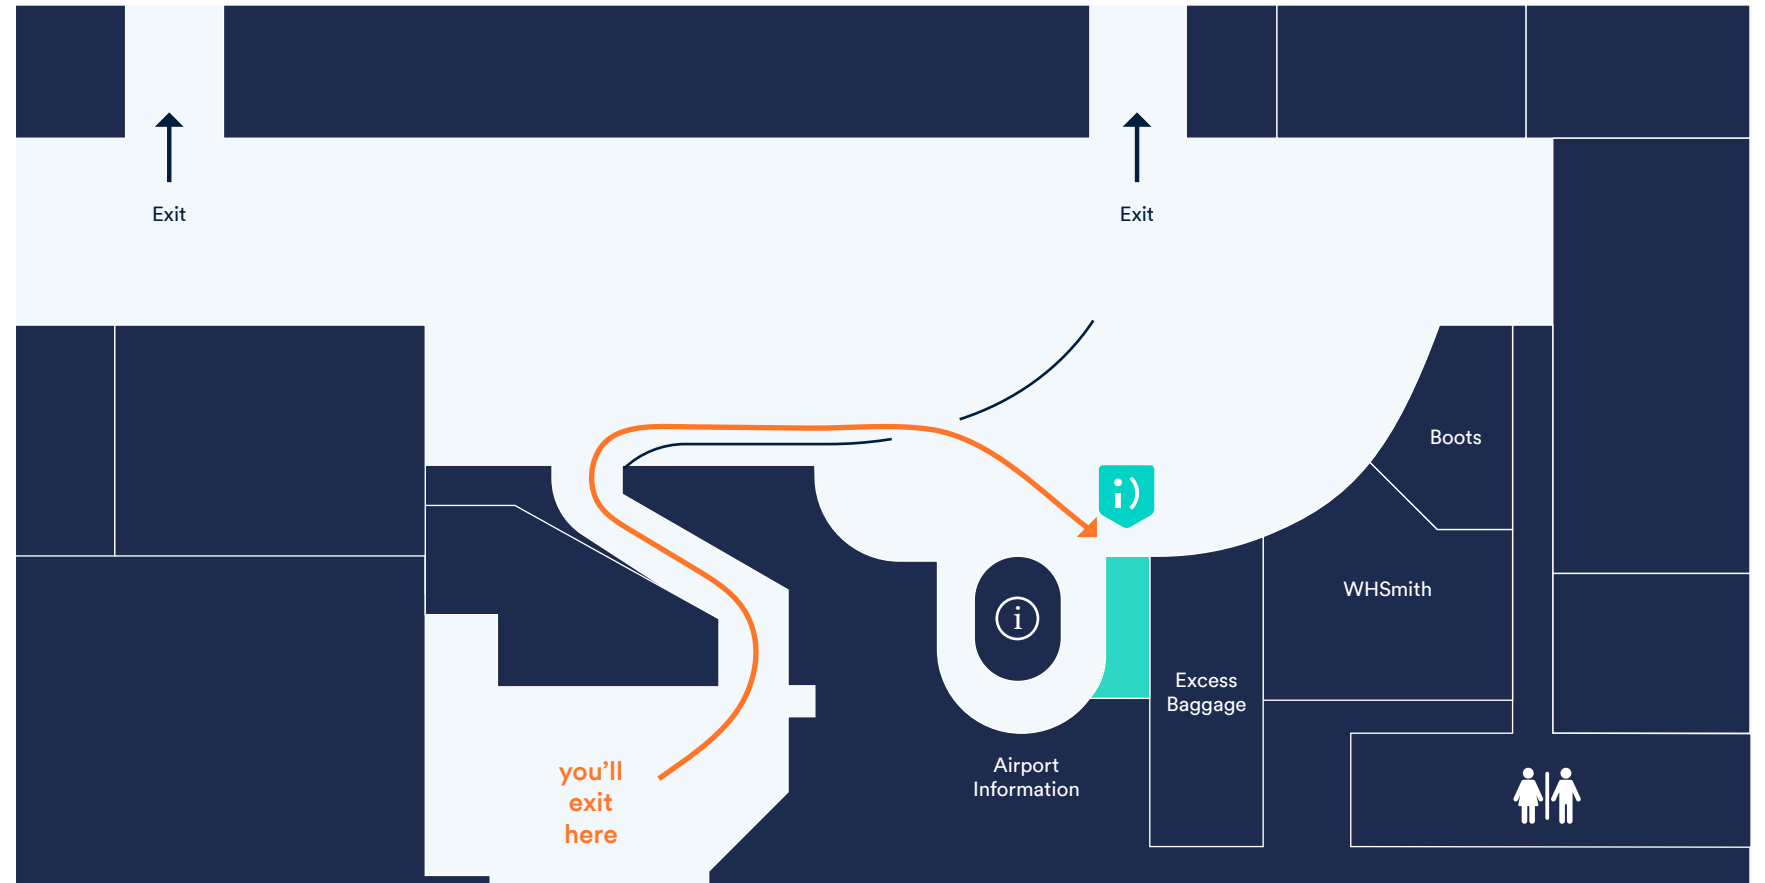 Exit
Exit
Boots
WHSmith
i)
i
Excess
Baggage
Airport
Information
you'll
exit
here